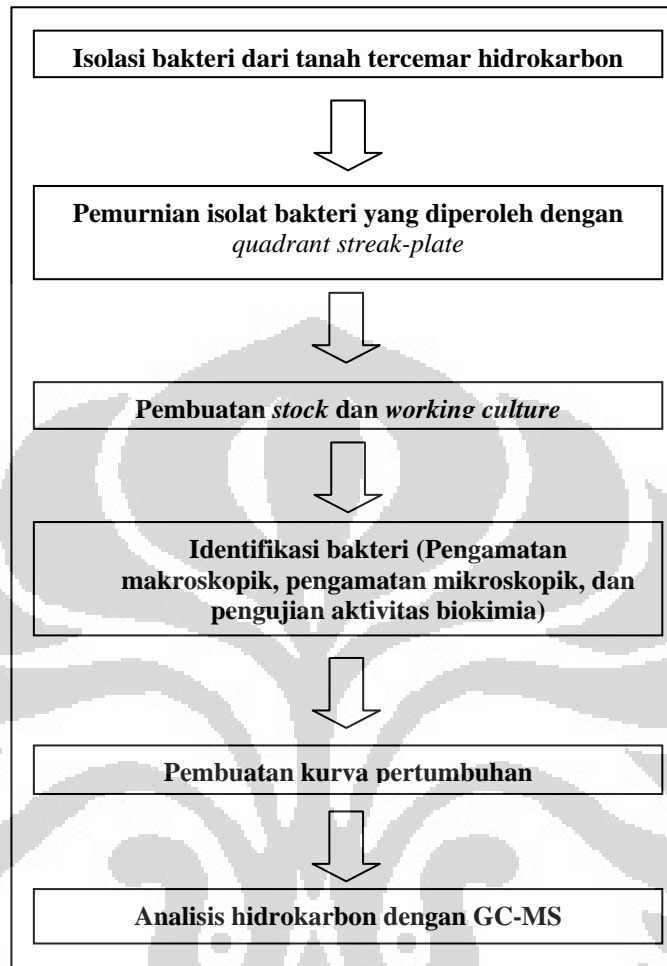 Isolasi bakteri dari tanah tercemar hidrokarbon
Pemurnian isolat bakteri yang diperoleh dengan
quadrant streak-plate
Pembuatan stock dan working culture
Identifikasi bakteri (Pengamatan
makroskopik, pengamatan mikroskopik, dan
pengujian aktivitas biokimia)
Pembuatan kurva pertumbuhan
Analisis hidrokarbon dengan GC-MS